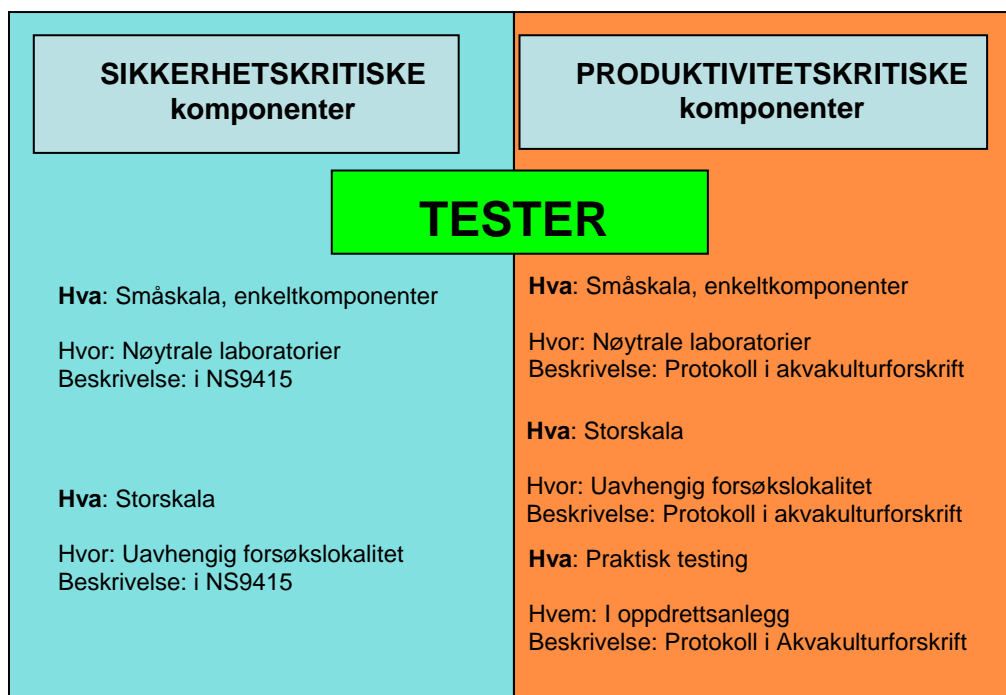 SIKKERHETSKRITISKE
komponenter
PRODUKTIVITETSKRITISKE
komponenter
TESTER
Hva: Småskala, enkeltkomponenter
Hvor: Nøytrale laboratorier
Beskrivelse: i NS9415
Hva: Storskala
Hvor: Uavhengig forsøkslokalitet
Beskrivelse: i NS9415
Hva: Småskala, enkeltkomponenter
Hvor: Nøytrale laboratorier
Beskrivelse: Protokoll i akvakulturforskrift
Hva: Storskala
Hvor: Uavhengig forsøkslokalitet
Beskrivelse: Protokoll i akvakulturforskrift
Hva: Praktisk testing
Hvem: I oppdrettsanlegg
Beskrivelse: Protokoll i Akvakulturforskrift